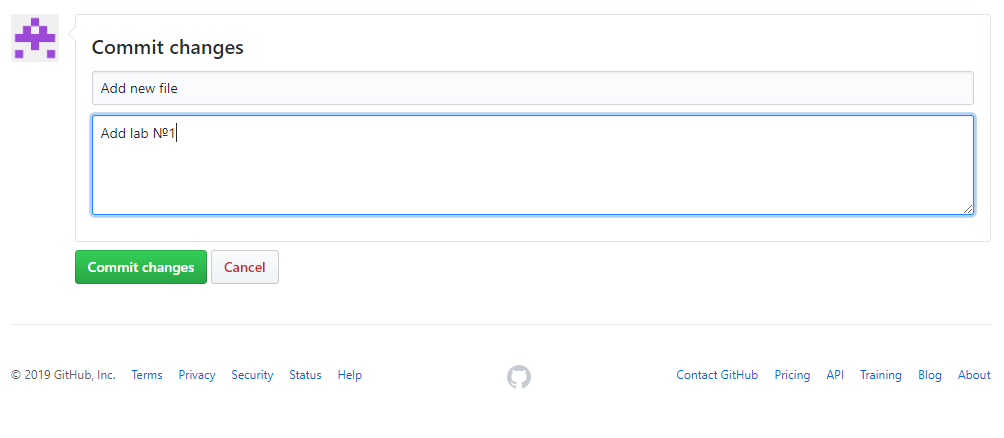 Commit changes
Add new file
Add lab №1
Commit changes Cancel
© 2019 GitHub, Inc. Terms Privacy Security Status Help Contact GitHub Pricing API Training Blog About